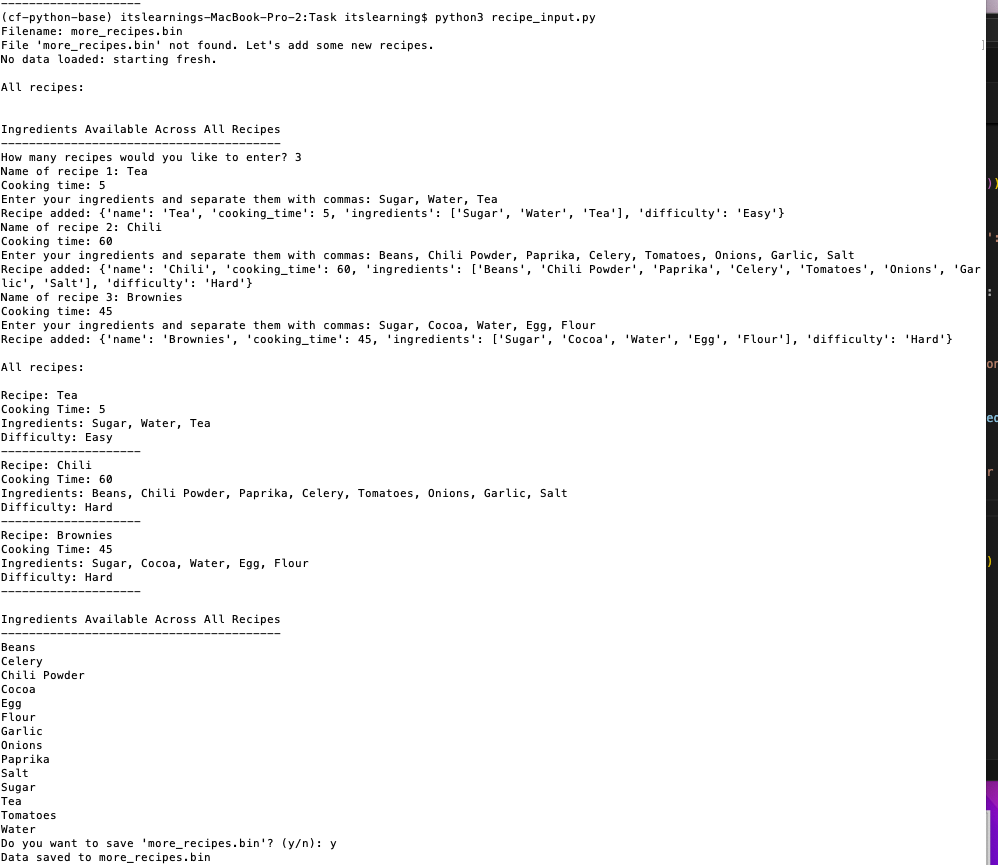 --------------------
(cf-python-base) itslearnings-MacBook-Pro-2:Task itslearning$ python3 recipe_input.py
Filename: more_recipes.bin
File 'more_recipes.bin' not found. Let's add some new recipes.
No data loaded: starting fresh.
All recipes:
Ingredients Available Across All Recipes
----------------------------------------
How many recipes would you like to enter? 3
Name of recipe 1: Tea
Cooking time: 5
Enter your ingredients and separate them with commas: Sugar, Water, Tea
Recipe added: {'name': 'Tea', 'cooking_time': 5, 'ingredients': ['Sugar', 'Water', 'Tea'], 'difficulty': 'Easy'}
Name of recipe 2: Chili
Cooking time: 60
Enter your ingredients and separate them with commas: Beans, Chili Powder, Paprika, Celery, Tomatoes, Onions, Garlic, Salt
Recipe added: {'name': 'Chili', 'cooking_time': 60, 'ingredients': ['Beans', 'Chili Powder', 'Paprika', 'Celery', 'Tomatoes', 'Onions', 'Gar
lic', 'Salt'], 'difficulty': 'Hard'}
Name of recipe 3: Brownies
Cooking time: 45
Enter your ingredients and separate them with commas: Sugar, Cocoa, Water, Egg, Flour
Recipe added: {'name': 'Brownies', 'cooking_time': 45, 'ingredients': ['Sugar', 'Cocoa', 'Water', 'Egg', 'Flour'], 'difficulty': 'Hard'}
All recipes:
Recipe: Tea
Cooking Time: 5
Ingredients: Sugar, Water, Tea
Difficulty: Easy
--------------------
Recipe: Chili
Cooking Time: 60
Ingredients: Beans, Chili Powder, Paprika, Celery, Tomatoes, Onions, Garlic, Salt
Difficulty: Hard
--------------------
Recipe: Brownies
Cooking Time: 45
Ingredients: Sugar, Cocoa, Water, Egg, Flour
Difficulty: Hard
--------------------
Ingredients Available Across All Recipes
----------------------------------------
Beans
Celery
Chili Powder
Cocoa
Egg
Flour
Garlic
Onions
Paprika
Salt
Sugar
Tea
Tomatoes
Water
Do you want to save 'more_recipes.bin'? (y/n): y
Data saved to more_recipes.bin